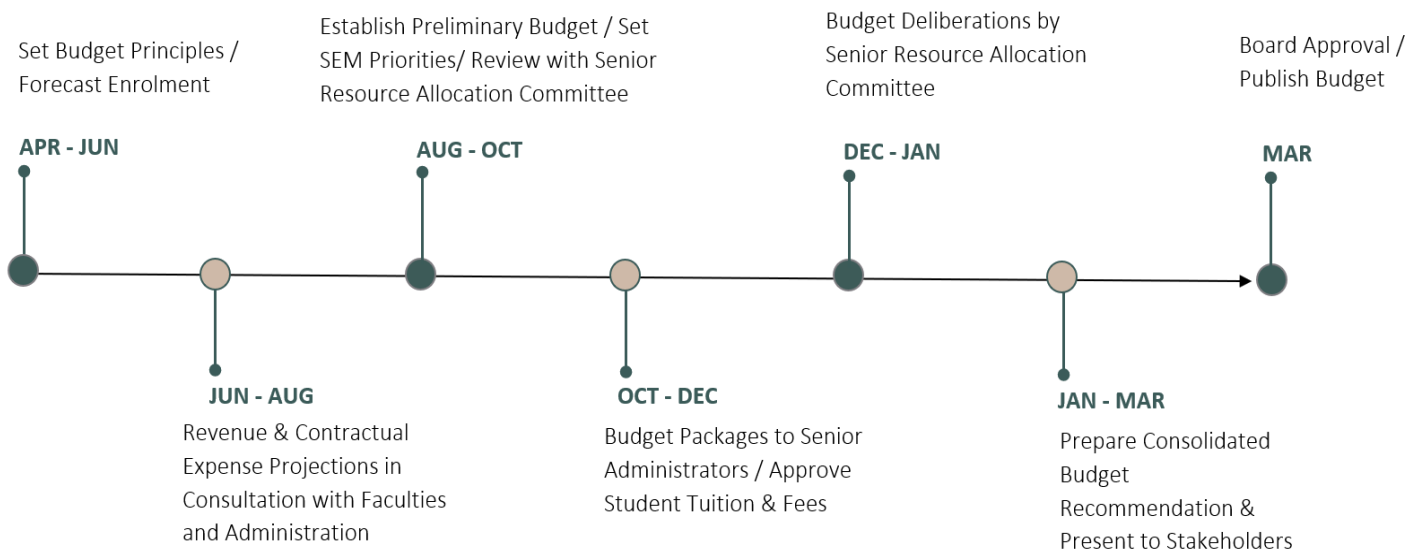 Set Budget Principles /
Forecast Enrolment
APR - JUN
Establish Preliminary Budget / Set
SEM Priorities/ Review with Senior
Resource Allocation Committee
AUG - OCT
Budget Deliberations by
Senior Resource Allocation
Committee
DEC - JAN
Board Approval /
Publish Budget
MAR
JUN - AUG
Revenue & Contractual
Expense Projections in
Consultation with Faculties
and Administration
OCT - DEC
Budget Packages to Senior
Administrators / Approve
Student Tuition & Fees
JAN - MAR
Prepare Consolidated
Budget
Recommendation &
Present to Stakeholders